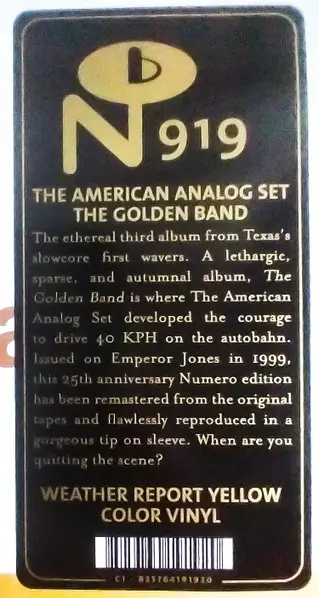 N 919
THE AMERICAN ANALOG SET
THE GOLDEN BAND
The ethereal third album from Texas's
slowcore first wavers. A lethargic,
sparse, and autumnal album, The
Golden Band is where The American
Analog Set developed the courage
to drive 40 KPH on the autobahn.
Issued on Emperor Jones in 1999,
this 25th anniversary Numero edition
has been remastered from the original
tapes and flawlessly reproduced in a
gorgeous tip on sleeve. When are you
quitting the scene?
WEATHER REPORT YELLOW
COLOR VINYL
C1 - 825764191920